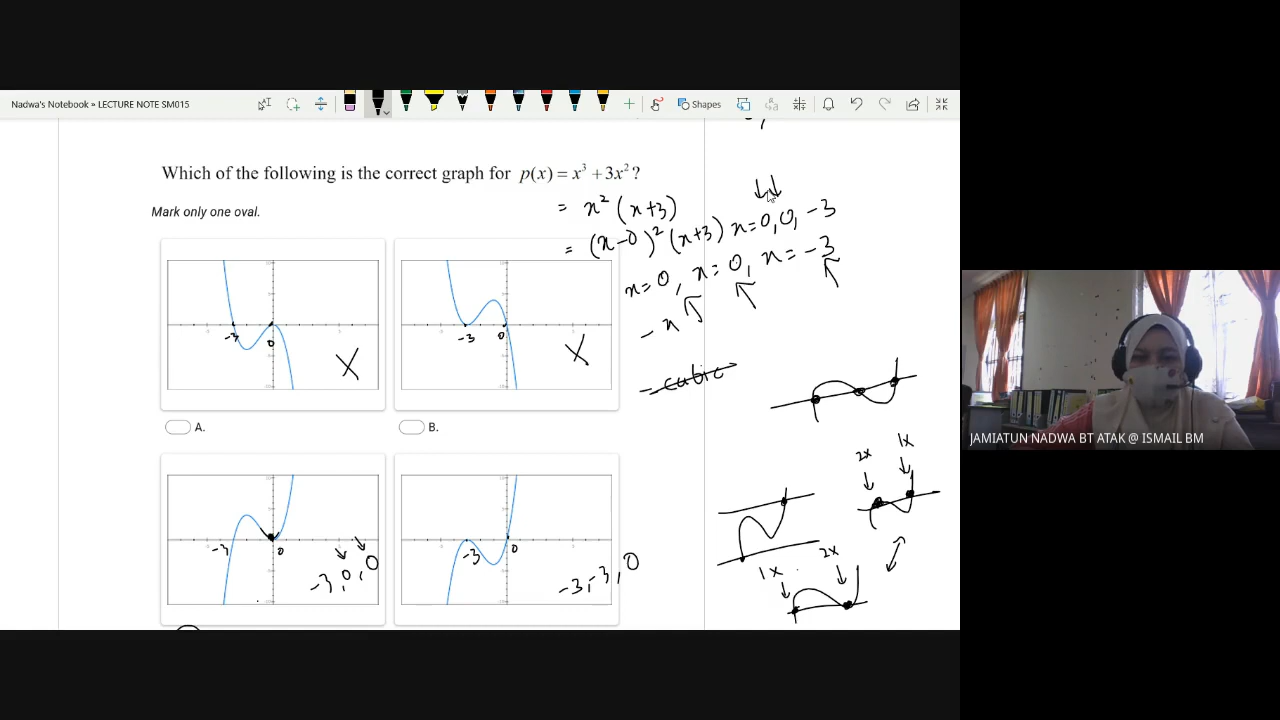 Nadwa's Notebook » LECTURE NOTE SM015
Shapes
Which of the following is the correct graph for p(x) = x³ + 3x² ?
Mark only one oval.
= x² (x+3)
= (x-0)² (x+3) x=0,0,-3
x=0, x=0, x=-3
- x
- cubic
-3 0 X
-3 0 X
A.
B.
-3 0 -3,0,0
-3 0 -3,-3,0
2x 1x
1x 2x
JAMIATUN NADWA BT ATAK @ ISMAIL BM